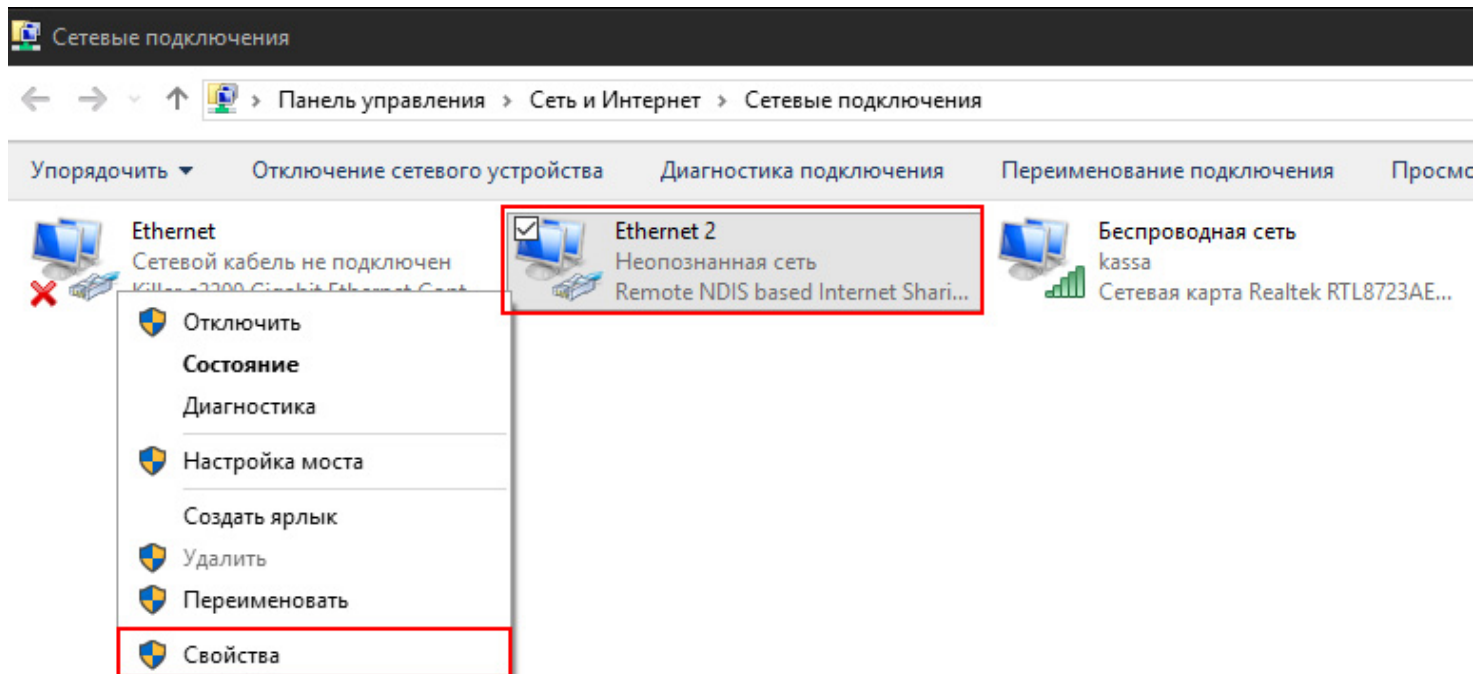 Сетевые подключения
Панель управления › Сеть и Интернет › Сетевые подключения
Упорядочить Отключение сетевого устройства Диагностика подключения Переименование подключения Просмо
Ethernet
Сетевой кабель не подключен
Ethernet 2
Неопознанная сеть
Remote NDIS based Internet Shari...
Беспроводная сеть
kassa
Сетевая карта Realtek RTL8723AE...
Отключить
Состояние
Диагностика
Настройка моста
Создать ярлык
Удалить
Переименовать
Свойства